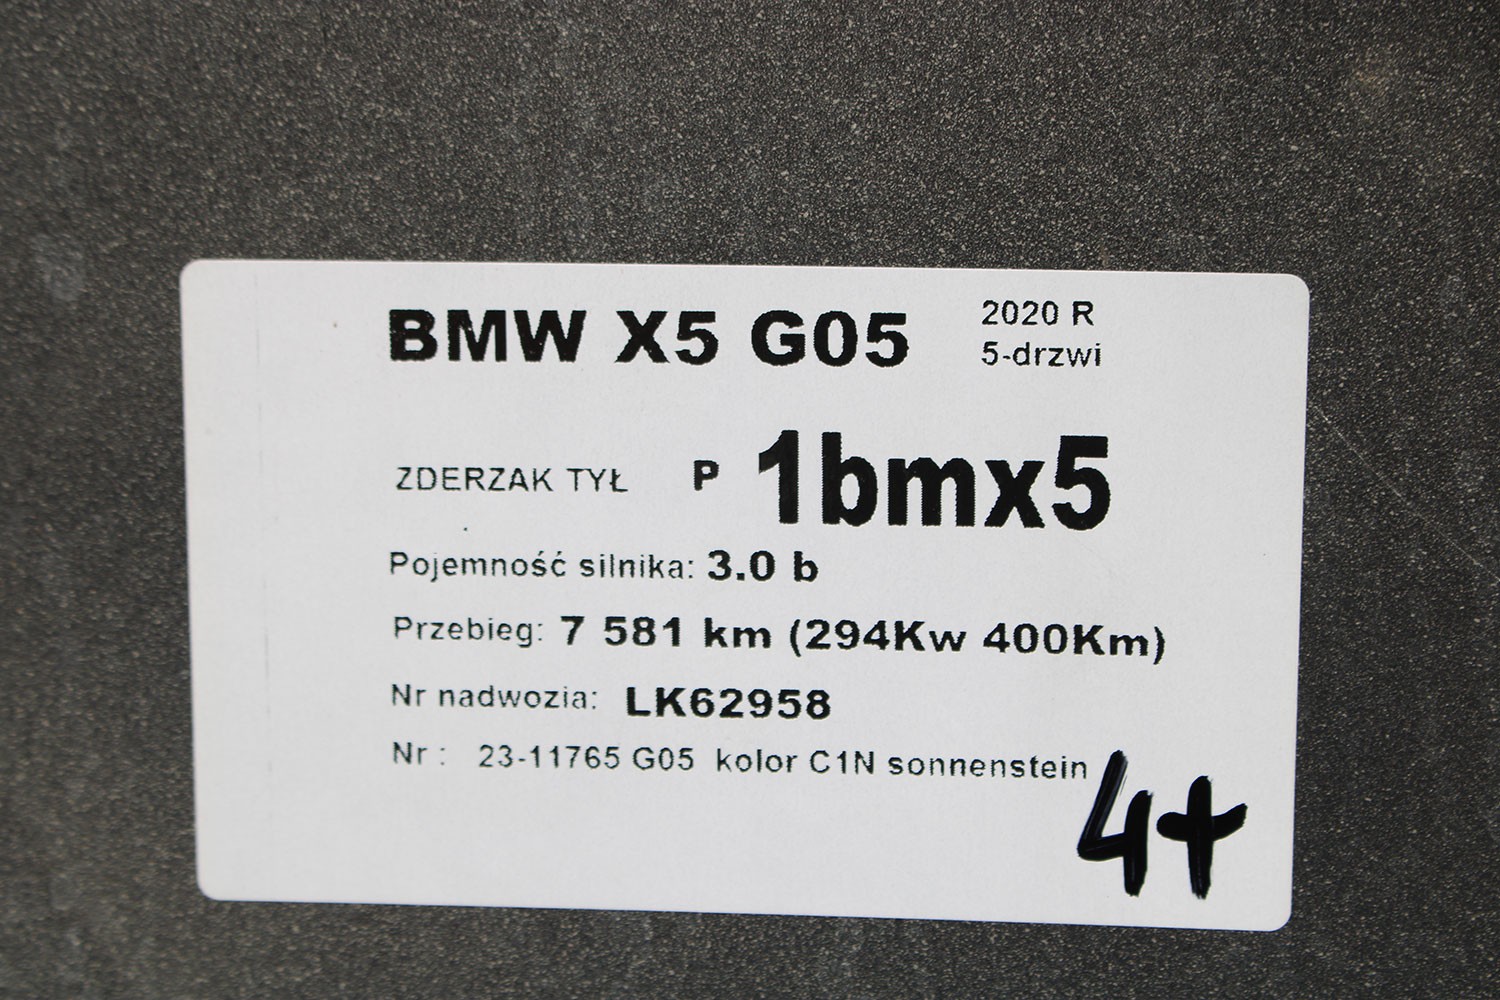 BMW X5 G05 2020 R
5-drzwi
ZDERZAK TYŁ P 1bmx5
Pojemność silnika: 3.0 b
Przebieg: 7 581 km (294Kw 400Km)
Nr nadwozia: LK62958
Nr : 23-11765 G05 kolor C1N sonnenstein
4+